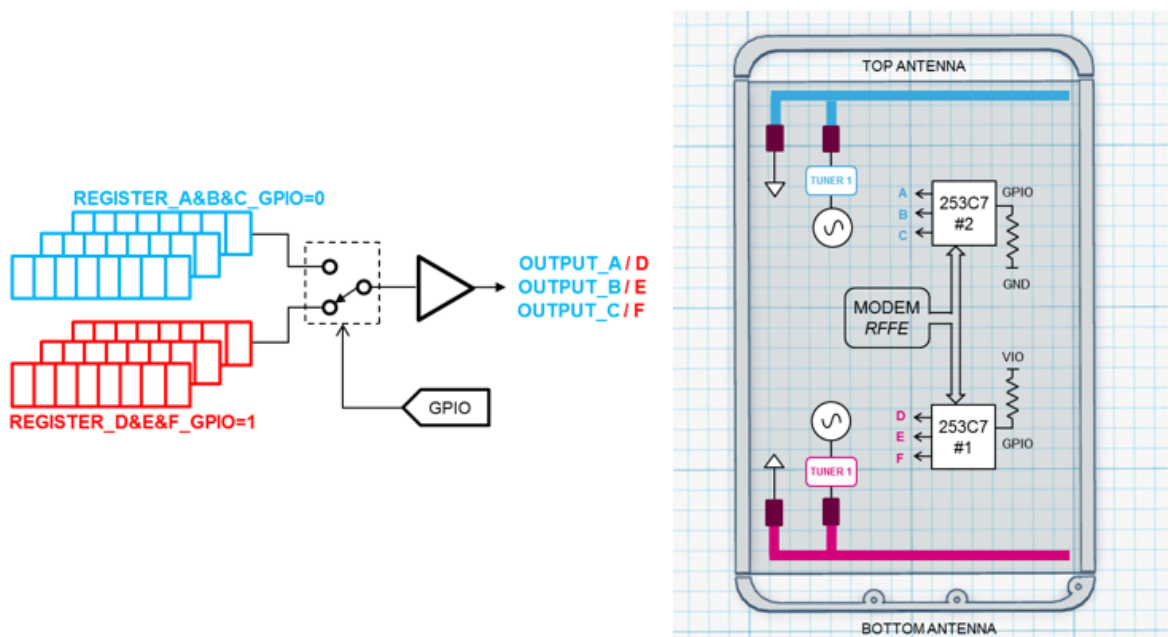 REGISTER_A&B&C_GPIO=0
OUTPUT_A/ D
OUTPUT_B/ E
OUTPUT_C/ F
GPIO
REGISTER_D&E&F_GPIO=1
TOP ANTENNA
TUNER 1
A
B
C
253C7
#2
GPIO
GND
MODEM
RFFE
VIO
D
E
F
253C7
#1
GPIO
TUNER 1
BOTTOM ANTENNA